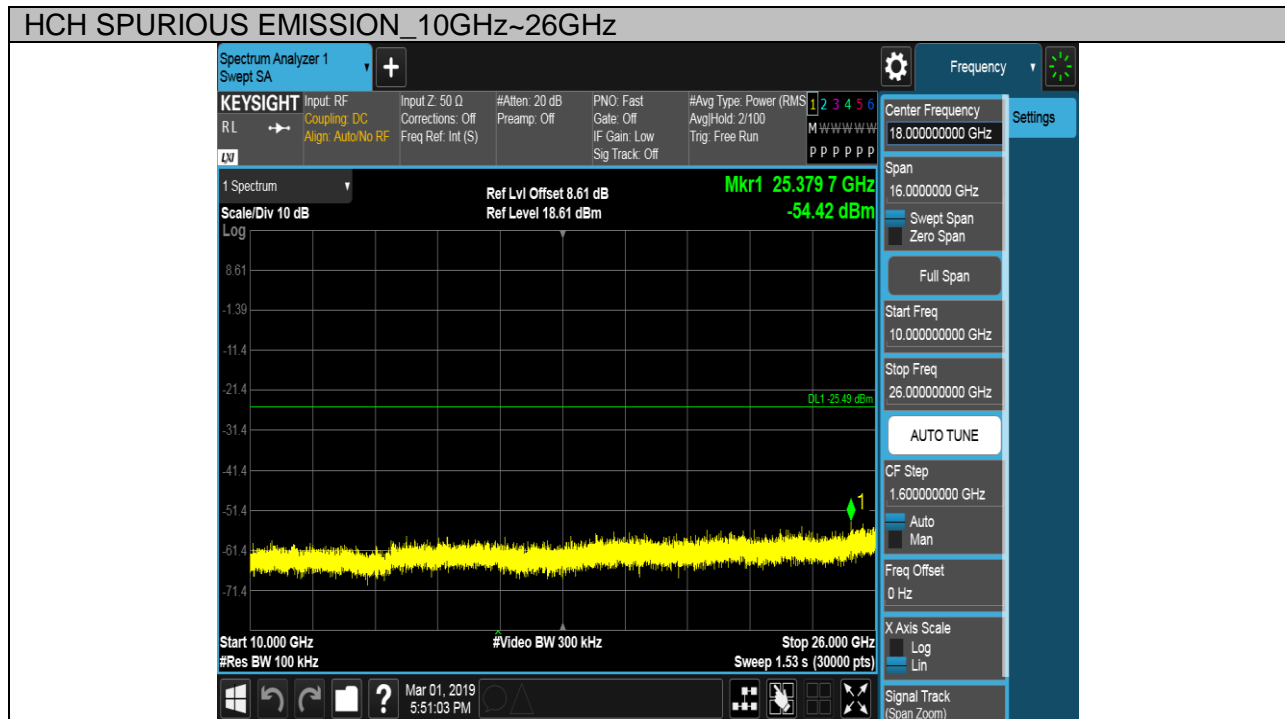 HCH SPURIOUS EMISSION_10GHz~26GHz
Spectrum Analyzer 1
Swept SA
+
Frequency
KEYSIGHT
RL
LXI
Input: RF
Coupling: DC
Align: Auto/No RF
Input Z: 50 Ω
Corrections: Off
Freq Ref: Int (S)
#Atten: 20 dB
Preamp: Off
PNO: Fast
Gate: Off
IF Gain: Low
Sig Track: Off
#Avg Type: Power (RMS
Avg|Hold: 2/100
Trig: Free Run
1 2 3 4 5 6
M W W W W W
P P P P P P
1 Spectrum
Scale/Div 10 dB
Ref Lvl Offset 8.61 dB
Ref Level 18.61 dBm
Mkr1 25.379 7 GHz
-54.42 dBm
Log
8.61
-1.39
-11.4
-21.4
DL1 -25.49 dBm
-31.4
-41.4
-51.4
1
-61.4
-71.4
Start 10.000 GHz
#Video BW 300 kHz
Stop 26.000 GHz
#Res BW 100 kHz
Sweep 1.53 s (30000 pts)
Center Frequency
18.000000000 GHz
Settings
Span
16.0000000 GHz
Swept Span
Zero Span
Full Span
Start Freq
10.000000000 GHz
Stop Freq
26.000000000 GHz
AUTO TUNE
CF Step
1.600000000 GHz
Auto
Man
Freq Offset
0 Hz
X Axis Scale
Log
Lin
Signal Track
(Span Zoom)
?
Mar 01, 2019
5:51:03 PM